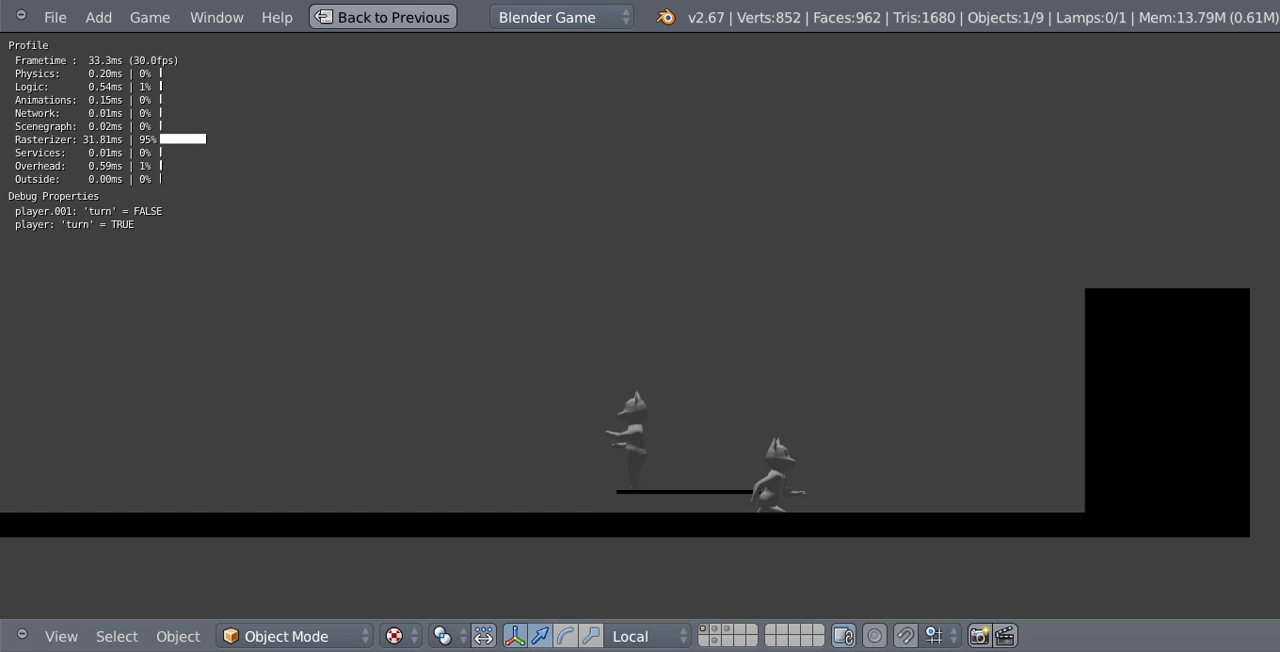 File Add Game Window Help Back to Previous Blender Game v2.67 | Verts:852 | Faces:962 | Tris:1680 | Objects:1/9 | Lamps:0/1 | Mem:13.79M (0.61M)
Profile
Frametime : 33.3ms (30.0fps)
Physics: 0.20ms | 0%
Logic: 0.54ms | 1%
Animations: 0.15ms | 0%
Network: 0.01ms | 0%
Scenegraph: 0.02ms | 0%
Rasterizer: 31.81ms | 95%
Services: 0.01ms | 0%
Overhead: 0.59ms | 1%
Outside: 0.00ms | 0%
Debug Properties
player.001: 'turn' = FALSE
player: 'turn' = TRUE
View Select Object Object Mode Local